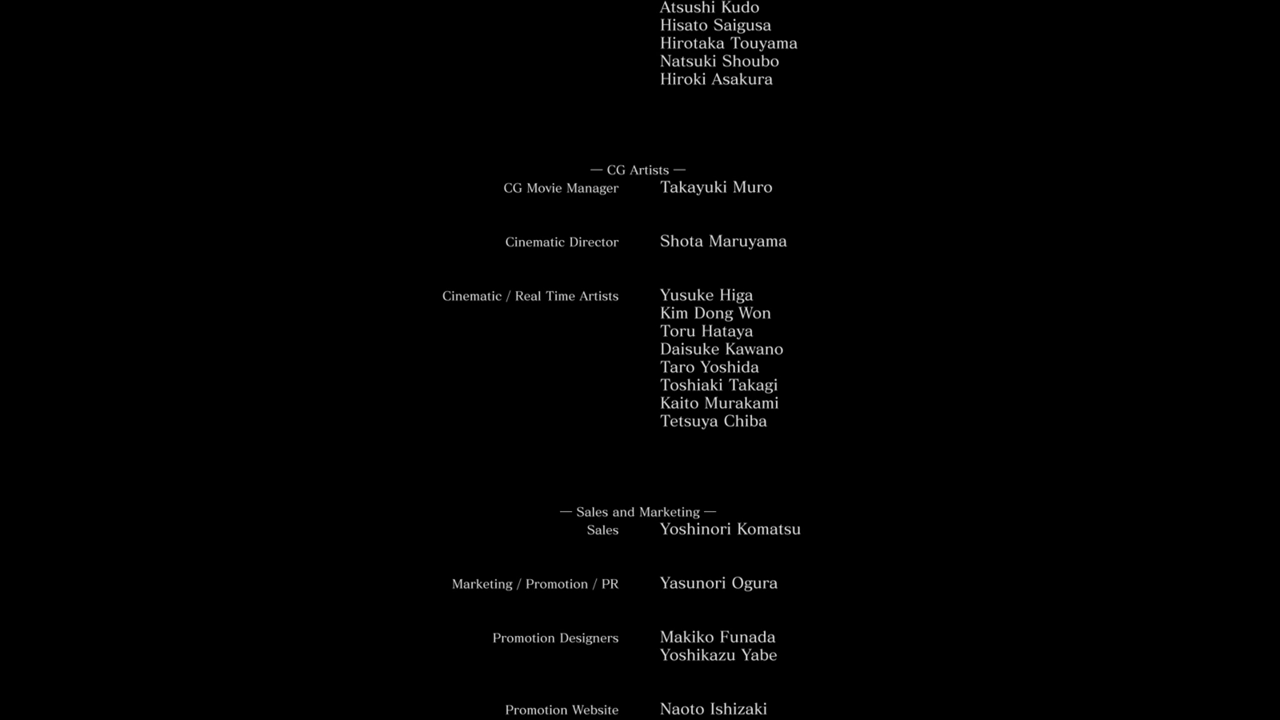 Atsushi Kudo
Hisato Saigusa
Hirotaka Touyama
Natsuki Shoubo
Hiroki Asakura
— CG Artists —
CG Movie Manager Takayuki Muro
Cinematic Director Shota Maruyama
Cinematic / Real Time Artists Yusuke Higa
Kim Dong Won
Toru Hataya
Daisuke Kawano
Taro Yoshida
Toshiaki Takagi
Kaito Murakami
Tetsuya Chiba
— Sales and Marketing —
Sales Yoshinori Komatsu
Marketing / Promotion / PR Yasunori Ogura
Promotion Designers Makiko Funada
Yoshikazu Yabe
Promotion Website Naoto Ishizaki